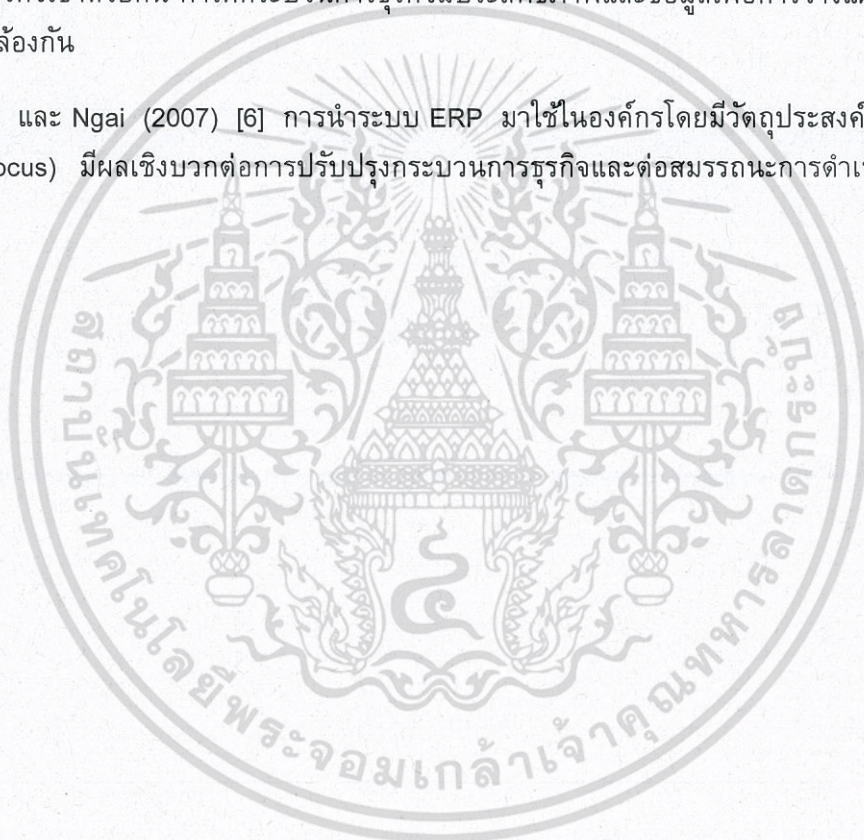 ล้องกัน
และ Ngai (2007) [6] การนำระบบ ERP มาใช้ในองค์กรโดยมีวัตถุประสงค์
ocus) มีผลเชิงบวกต่อการปรับปรุงกระบวนการธุรกิจและต่อสมรรถนะการดำเ
สถาบันเทคโนโลยีพระจอมเกล้าเจ้าคุณทหารลาดกระบัง
๔